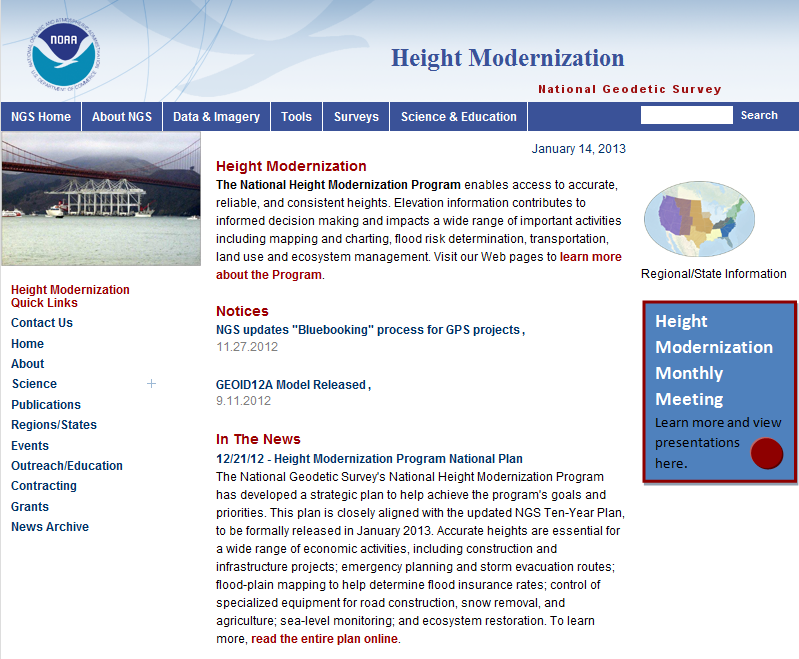 NOAA
NATIONAL OCEANIC AND ATMOSPHERIC ADMINISTRATION
U.S. DEPARTMENT OF COMMERCE
Height Modernization
National Geodetic Survey
NGS Home
About NGS
Data & Imagery
Tools
Surveys
Science & Education
Search
January 14, 2013
Height Modernization
Quick Links
Contact Us
Home
About
Science
Publications
Regions/States
Events
Outreach/Education
Contracting
Grants
News Archive
Height Modernization
The National Height Modernization Program enables access to accurate,
reliable, and consistent heights. Elevation information contributes to
informed decision making and impacts a wide range of important activities
including mapping and charting, flood risk determination, transportation,
land use and ecosystem management. Visit our Web pages to learn more
about the Program.
Notices
NGS updates "Bluebooking" process for GPS projects ,
11.27.2012
GEOID12A Model Released ,
9.11.2012
In The News
12/21/12 - Height Modernization Program National Plan
The National Geodetic Survey's National Height Modernization Program
has developed a strategic plan to help achieve the program's goals and
priorities. This plan is closely aligned with the updated NGS Ten-Year Plan,
to be formally released in January 2013. Accurate heights are essential for
a wide range of economic activities, including construction and
infrastructure projects; emergency planning and storm evacuation routes;
flood-plain mapping to help determine flood insurance rates; control of
specialized equipment for road construction, snow removal, and
agriculture; sea-level monitoring; and ecosystem restoration. To learn
more, read the entire plan online.
Regional/State Information
Height
Modernization
Monthly
Meeting
Learn more and view
presentations
here.